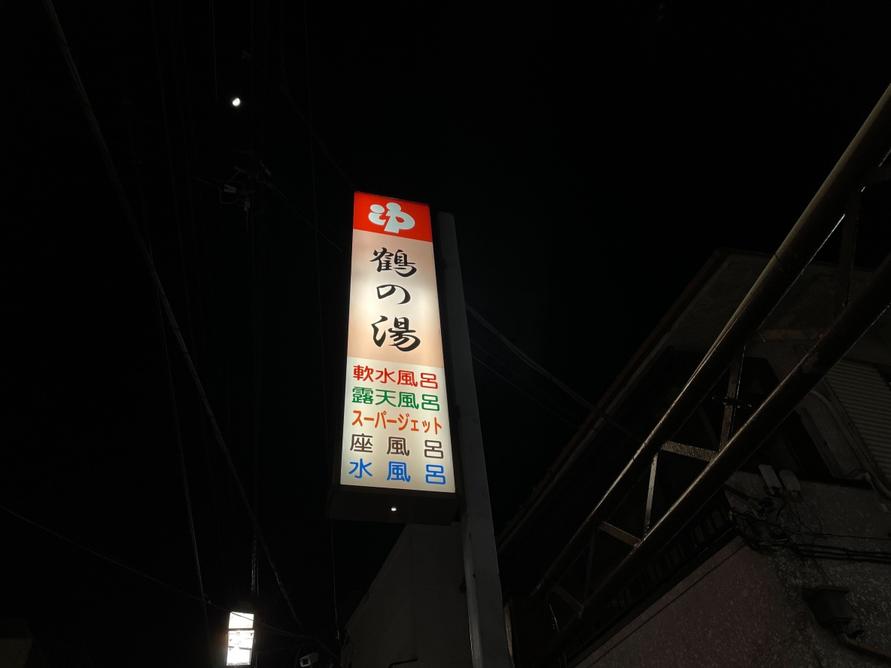 ゆ
鶴の湯
軟水風呂
露天風呂
スーパージェット
座風呂
水風呂